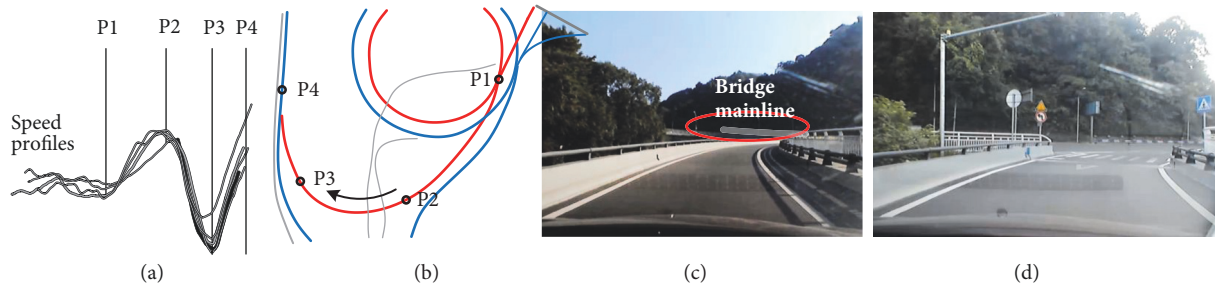 P1 P2 P3 P4
Speed
profiles
(a)
P1
P4
P3
P2
(b)
Bridge
mainline
(c)
(d)